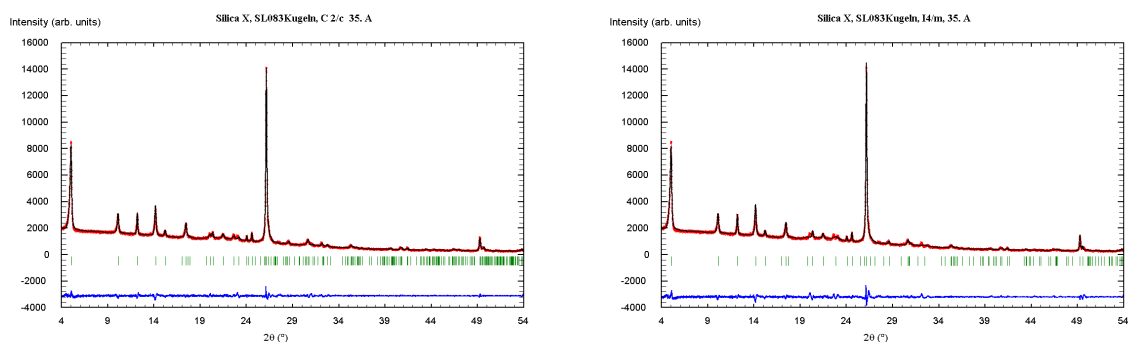 Silica X, SL083Kugeln, C 2/c 35. A
Intensity (arb. units)
16000
14000
12000
10000
8000
6000
4000
2000
0
-2000
-4000
4 9 14 19 24 29 34 39 44 49 54
2θ (°)
Silica X, SL083Kugeln, I4/m, 35. A
Intensity (arb. units)
16000
14000
12000
10000
8000
6000
4000
2000
0
-2000
-4000
4 9 14 19 24 29 34 39 44 49 54
2θ (°)